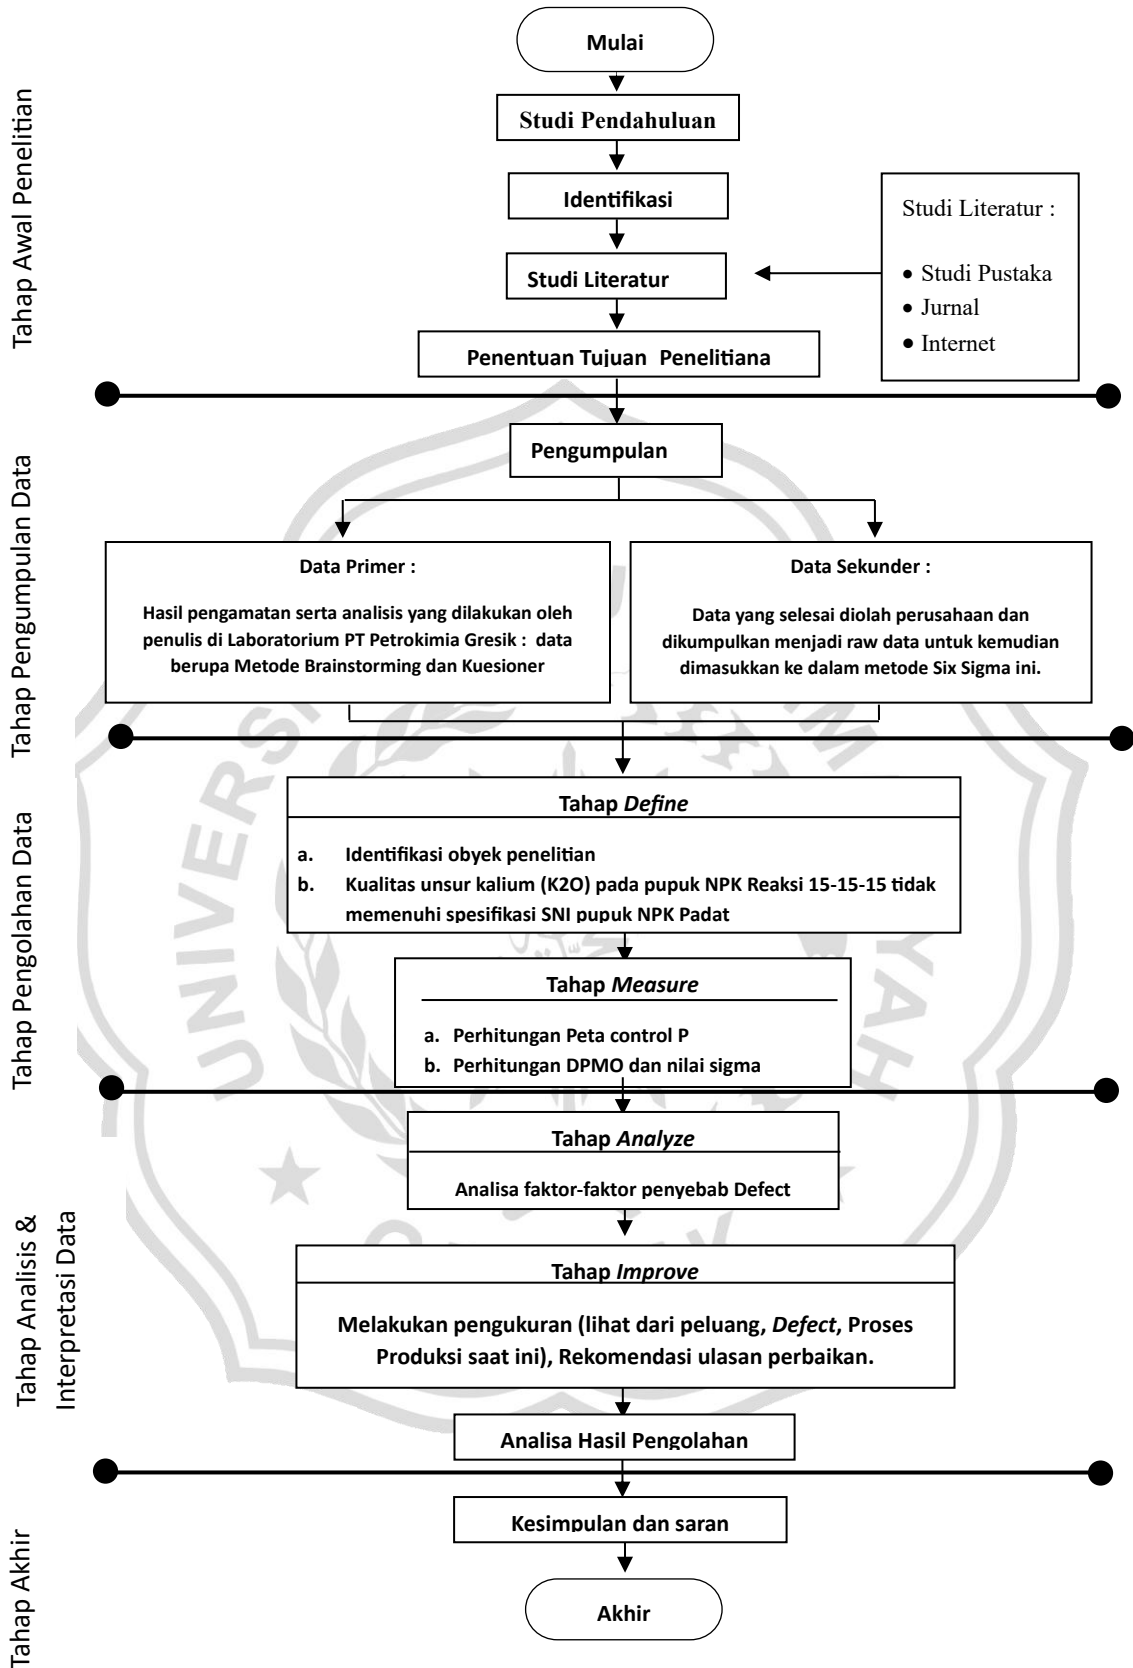 Mulai
Tahap Awal Penelitian
Studi Pendahuluan
Identifikasi
Studi Literatur
Penentuan Tujuan  Penelitiana
Studi Literatur :
• Studi Pustaka
• Jurnal
• Internet
Tahap Pengumpulan Data
Pengumpulan
Data Primer :
Hasil pengamatan serta analisis yang dilakukan oleh
penulis di Laboratorium PT Petrokimia Gresik :  data
berupa Metode Brainstorming dan Kuesioner
Data Sekunder :
Data yang selesai diolah perusahaan dan
dikumpulkan menjadi raw data untuk kemudian
dimasukkan ke dalam metode Six Sigma ini.
Tahap Pengolahan Data
Tahap Define
a. Identifikasi obyek penelitian
b. Kualitas unsur kalium (K2O) pada pupuk NPK Reaksi 15-15-15 tidak
memenuhi spesifikasi SNI pupuk NPK Padat
Tahap Measure
a. Perhitungan Peta control P
b. Perhitungan DPMO dan nilai sigma
Tahap Analisis &
Interpretasi Data
Tahap Analyze
Analisa faktor-faktor penyebab Defect
Tahap Improve
Melakukan pengukuran (lihat dari peluang, Defect, Proses
Produksi saat ini), Rekomendasi ulasan perbaikan.
Analisa Hasil Pengolahan
Tahap Akhir
Kesimpulan dan saran
Akhir